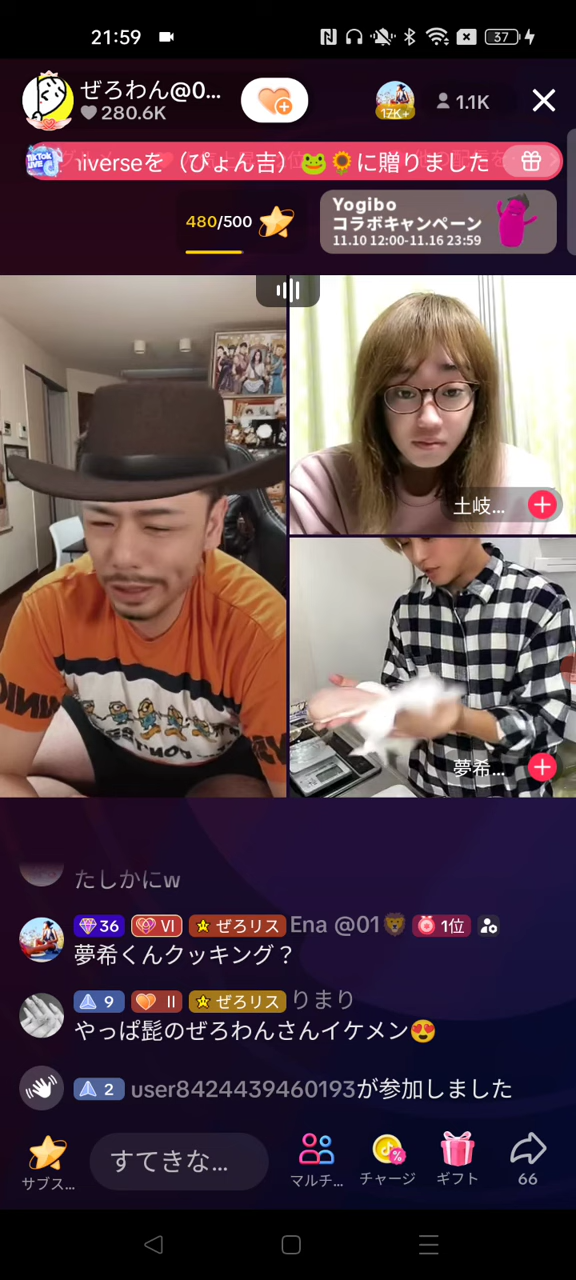 21:59
37
ぜろわん@0...
280.6K
17K+
1.1K
TikTok LIVE
niverseを（ぴょん吉）🐸🌻に贈りました
480/500
Yogibo
コラボキャンペーン
11.10 12:00-11.16 23:59
土岐...
夢希...
たしかにw
36 VI ぜろリス Ena @01🦁 1位
夢希くんクッキング？
9 II ぜろリス りまり
やっぱ髭のぜろわんさんイケメン😍
2 user8424439460193が参加しました
すてきな...
サブス...
マルチ...
チャージ
ギフト
66